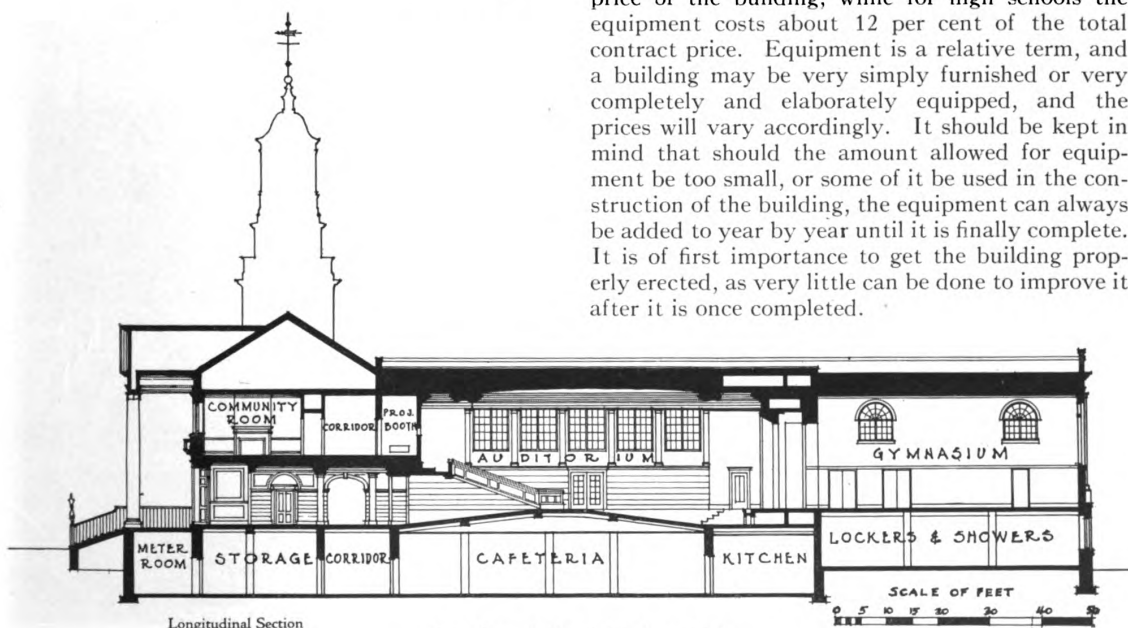 price of the building, while for high schools the
equipment costs about 12 per cent of the total
contract price. Equipment is a relative term, and
a building may be very simply furnished or very
completely and elaborately equipped, and the
prices will vary accordingly. It should be kept in
mind that should the amount allowed for equip-
ment be too small, or some of it be used in the con-
struction of the building, the equipment can always
be added to year by year until it is finally complete.
It is of first importance to get the building prop-
erly erected, as very little can be done to improve it
after it is once completed.
COMMUNITY
ROOM
CORRIDOR
PROJ.
BOOTH
AUDITORIUM
GYMNASIUM
METER
ROOM
STORAGE
CORRIDOR
CAFETERIA
KITCHEN
LOCKERS & SHOWERS
SCALE OF FEET
0 5 10 15 20 30 40 50
Longitudinal Section